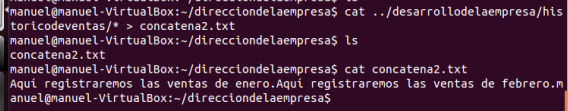 manuel@manuel-VirtualBox:~/direcciondelaempresa$ cat ../desarrollodelaempresa/his
toricodeventas/* > concatena2.txt
manuel@manuel-VirtualBox:~/direcciondelaempresa$ ls
concatena2.txt
manuel@manuel-VirtualBox:~/direcciondelaempresa$ cat concatena2.txt
Aqui registraremos las ventas de enero.Aqui registraremos las ventas de febrero.m
anuel@manuel-VirtualBox:~/direcciondelaempresa$